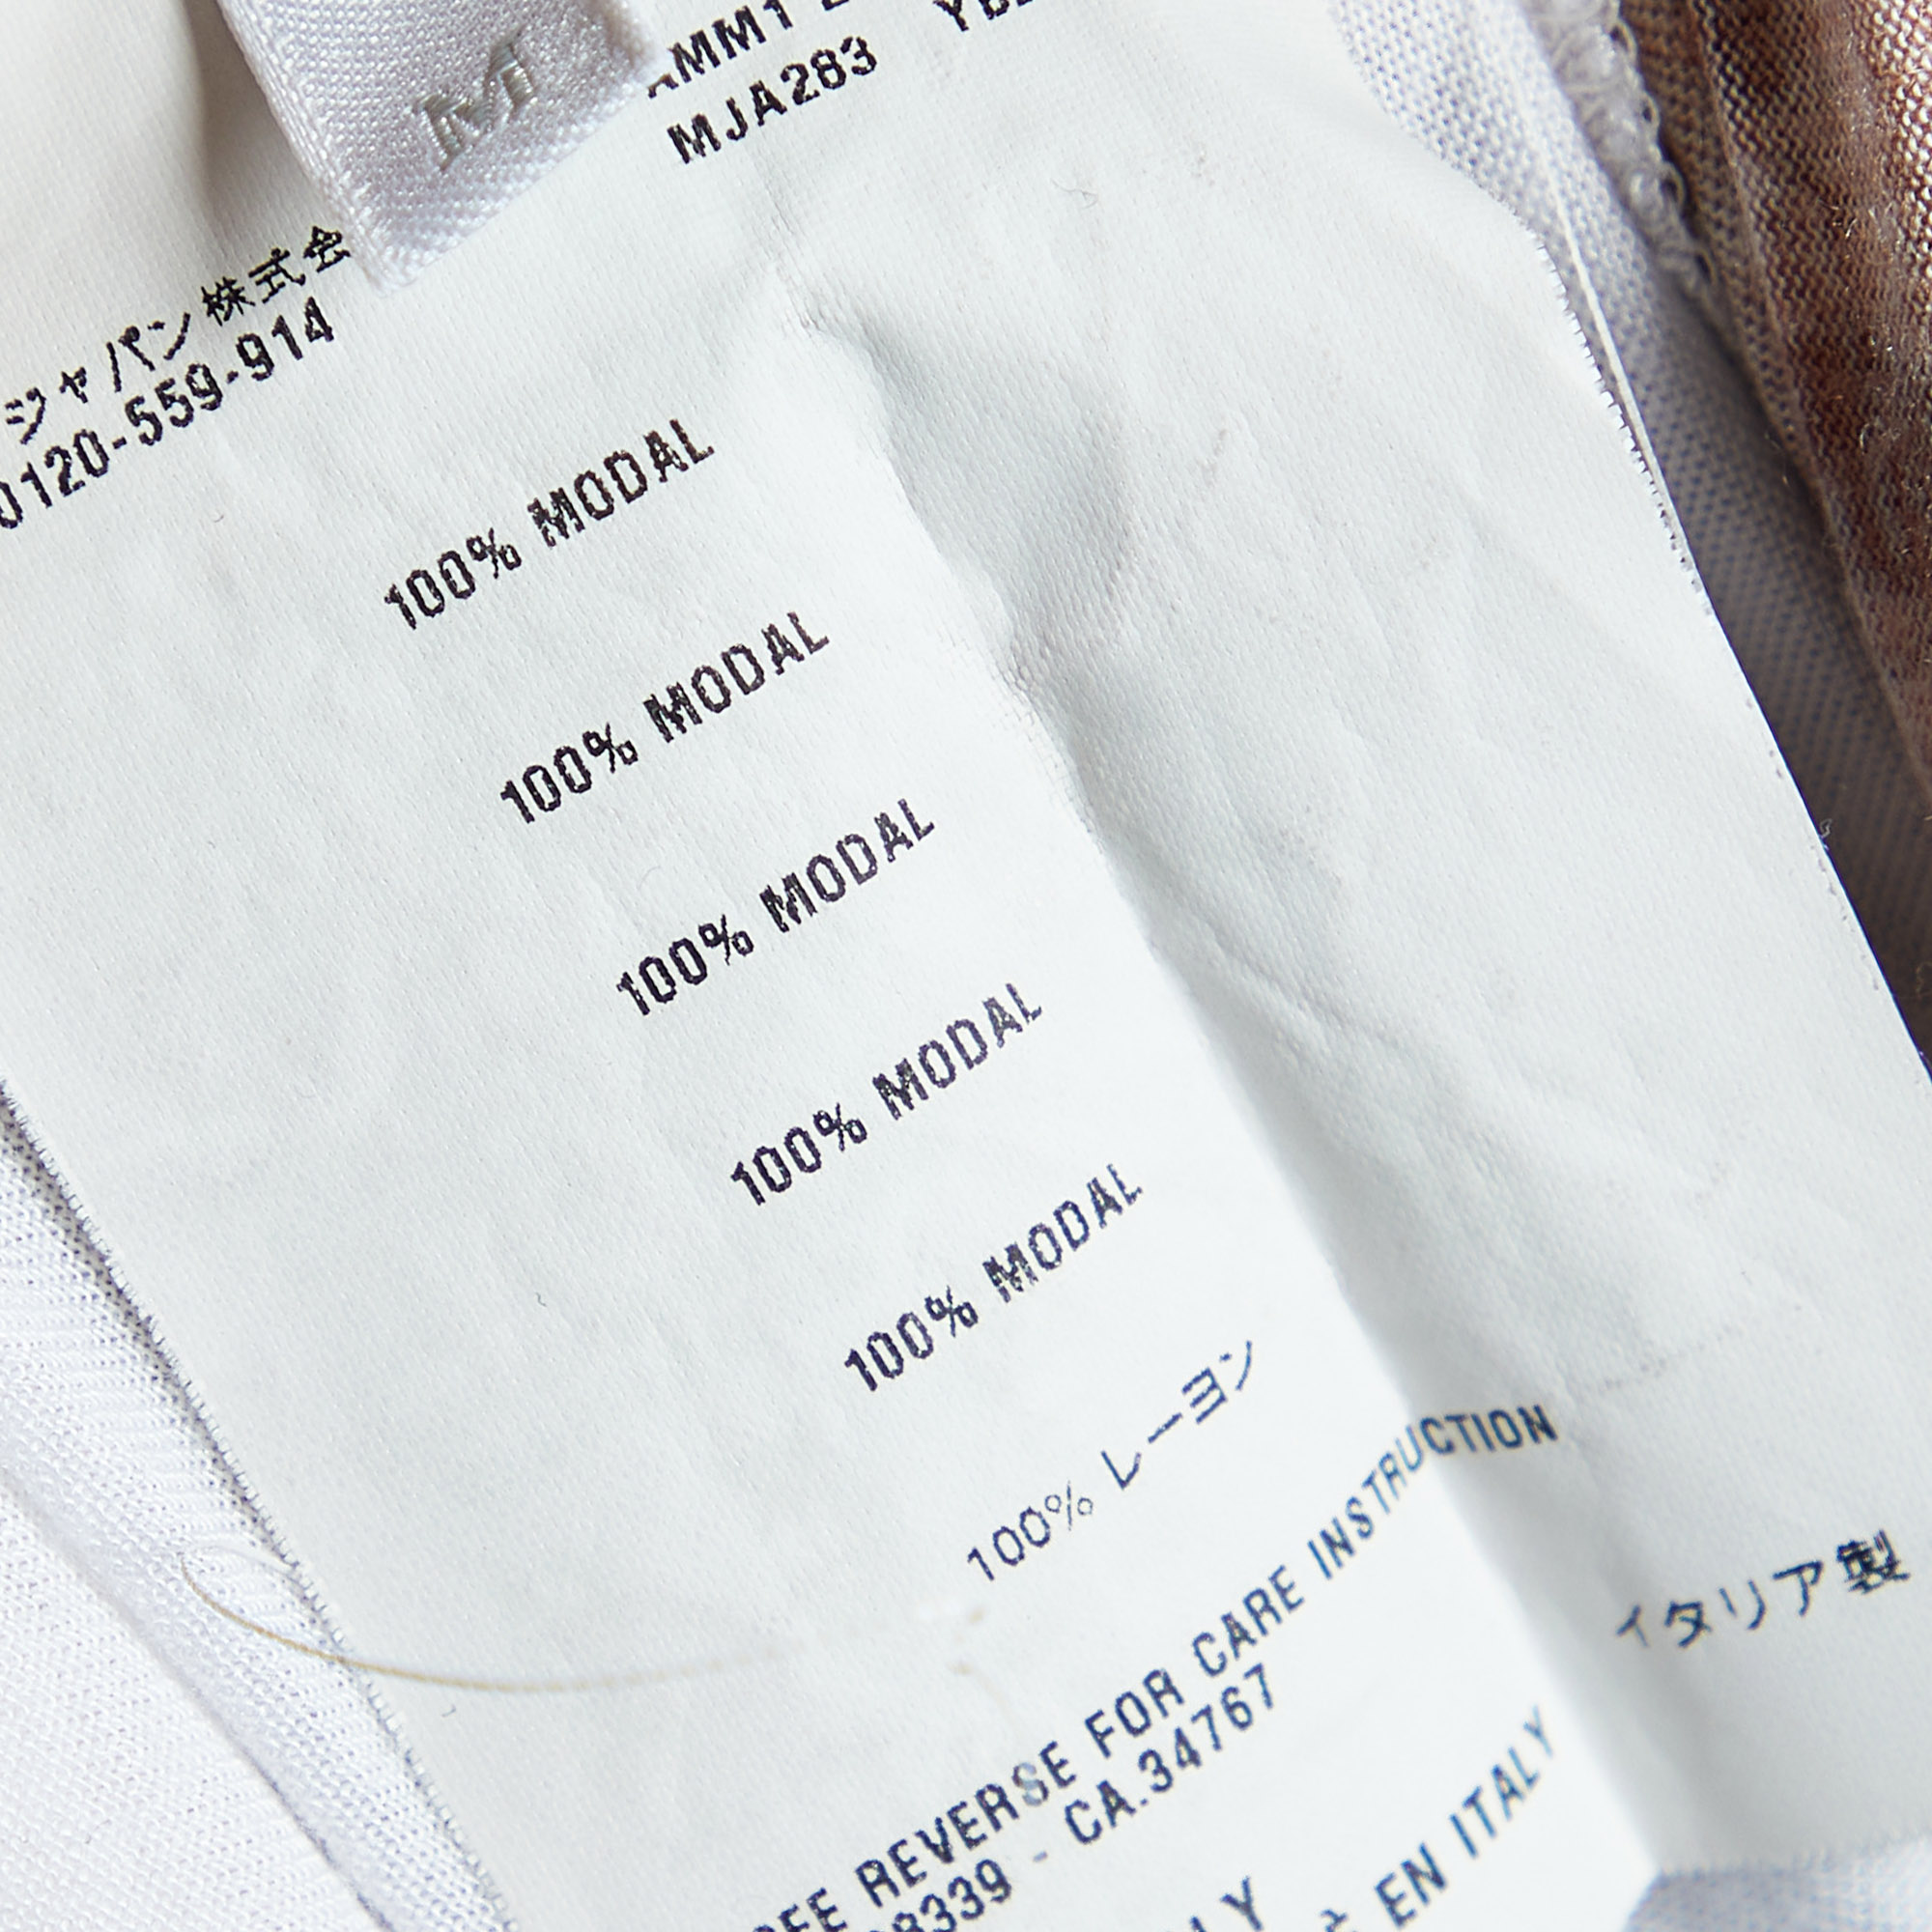 M
MJA283
ジャパン株式会
0120-559-914
100% MODAL
100% MODAL
100% MODAL
100% MODAL
100% MODAL
100% レーヨン
REVERSE FOR CARE INSTRUCTION
8339 - CA.34767
イタリア製
EN ITALY